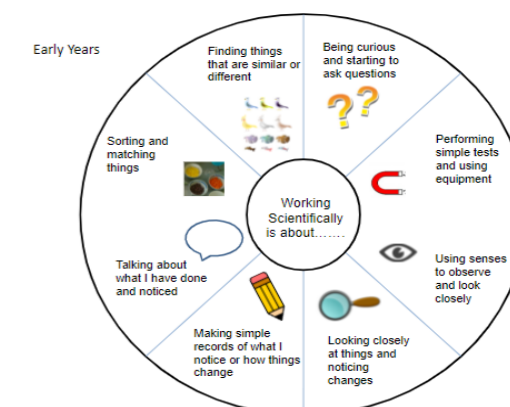 Early Years
Finding things
that are similar or
different
Being curious
and starting to
ask questions
??
Performing
simple tests
and using
equipment
Using senses
to observe
and look
closely
Looking closely
at things and
noticing
changes
Making simple
records of what I
notice or how things
change
Talking about
what I have done
and noticed
Sorting and
matching
things
Working
Scientifically
is about…….